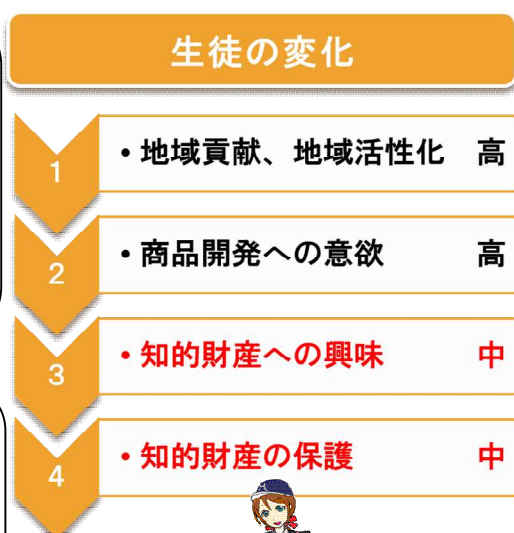 生徒の変化
1 ・地域貢献、地域活性化 高
2 ・商品開発への意欲 高
3 ・知的財産への興味 中
4 ・知的財産の保護 中